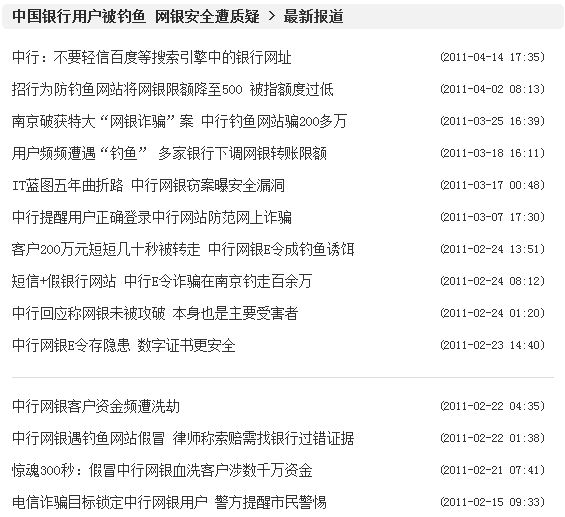 中国银行用户被钓鱼 网银安全遭质疑 > 最新报道
中行：不要轻信百度等搜索引擎中的银行网址 (2011-04-14 17:35)
招行为防钓鱼网站将网银限额降至500 被指额度过低 (2011-04-02 08:13)
南京破获特大“网银诈骗”案 中行钓鱼网站骗200多万 (2011-03-25 16:39)
用户频频遭遇“钓鱼” 多家银行下调网银转账限额 (2011-03-18 16:11)
IT蓝图五年曲折路 中行网银窃案曝安全漏洞 (2011-03-17 00:48)
中行提醒用户正确登录中行网站防范网上诈骗 (2011-03-07 17:30)
客户200万元短短几十秒被转走 中行网银E令成钓鱼诱饵 (2011-02-24 13:51)
短信+假银行网站 中行E令诈骗在南京钓走百余万 (2011-02-24 08:12)
中行回应称网银未被攻破 本身也是主要受害者 (2011-02-24 01:20)
中行网银E令存隐患 数字证书更安全 (2011-02-23 14:40)
中行网银客户资金频遭洗劫 (2011-02-22 04:35)
中行网银遇钓鱼网站假冒 律师称索赔需找银行过错证据 (2011-02-22 01:38)
惊魂300秒：假冒中行网银血洗客户涉数千万资金 (2011-02-21 07:41)
电信诈骗目标锁定中行网银用户 警方提醒市民警惕 (2011-02-15 09:33)